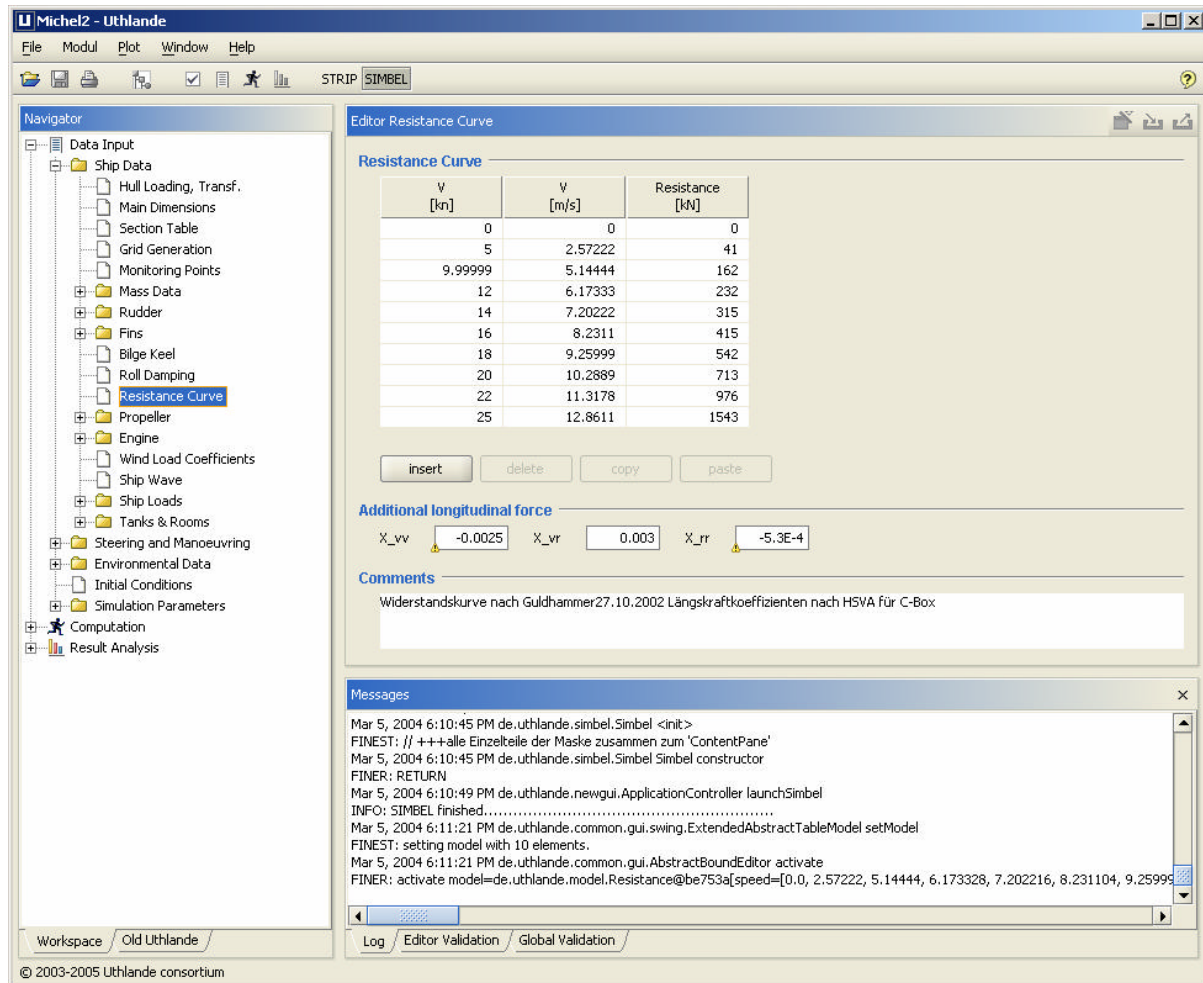 Michel2 - Uthlande
File Modul Plot Window Help
STRIP SIMBEL
Navigator
Data Input
Ship Data
Hull Loading, Transf.
Main Dimensions
Section Table
Grid Generation
Monitoring Points
Mass Data
Rudder
Fins
Bilge Keel
Roll Damping
Resistance Curve
Propeller
Engine
Wind Load Coefficients
Ship Wave
Ship Loads
Tanks & Rooms
Steering and Manoeuvring
Environmental Data
Initial Conditions
Simulation Parameters
Computation
Result Analysis
Workspace Old Uthlande
Editor Resistance Curve
Resistance Curve
V V Resistance
[kn] [m/s] [kN]
0 0 0
5 2.57222 41
9.99999 5.14444 162
12 6.17333 232
14 7.20222 315
16 8.2311 415
18 9.25999 542
20 10.2889 713
22 11.3178 976
25 12.8611 1543
insert delete copy paste
Additional longitudinal force
X_vv -0.0025 X_vr 0.003 X_rr -5.3E-4
Comments
Widerstandskurve nach Guldhammer27.10.2002 Längskraftkoeffizienten nach HSVA für C-Box
Messages
Mar 5, 2004 6:10:45 PM de.uthlande.simbel.Simbel <init>
FINEST: // +++alle Einzelteile der Maske zusammen zum 'ContentPane'
Mar 5, 2004 6:10:45 PM de.uthlande.simbel.Simbel Simbel constructor
FINER: RETURN
Mar 5, 2004 6:10:49 PM de.uthlande.newgui.ApplicationController launchSimbel
INFO: SIMBEL finished...........................................................
Mar 5, 2004 6:11:21 PM de.uthlande.common.gui.swing.ExtendedAbstractTableModel setModel
FINEST: setting model with 10 elements.
Mar 5, 2004 6:11:21 PM de.uthlande.common.gui.AbstractBoundEditor activate
FINER: activate model=de.uthlande.model.Resistance@be753a[speed=[0.0, 2.57222, 5.14444, 6.173328, 7.202216, 8.231104, 9.25999
Log Editor Validation Global Validation
© 2003-2005 Uthlande consortium